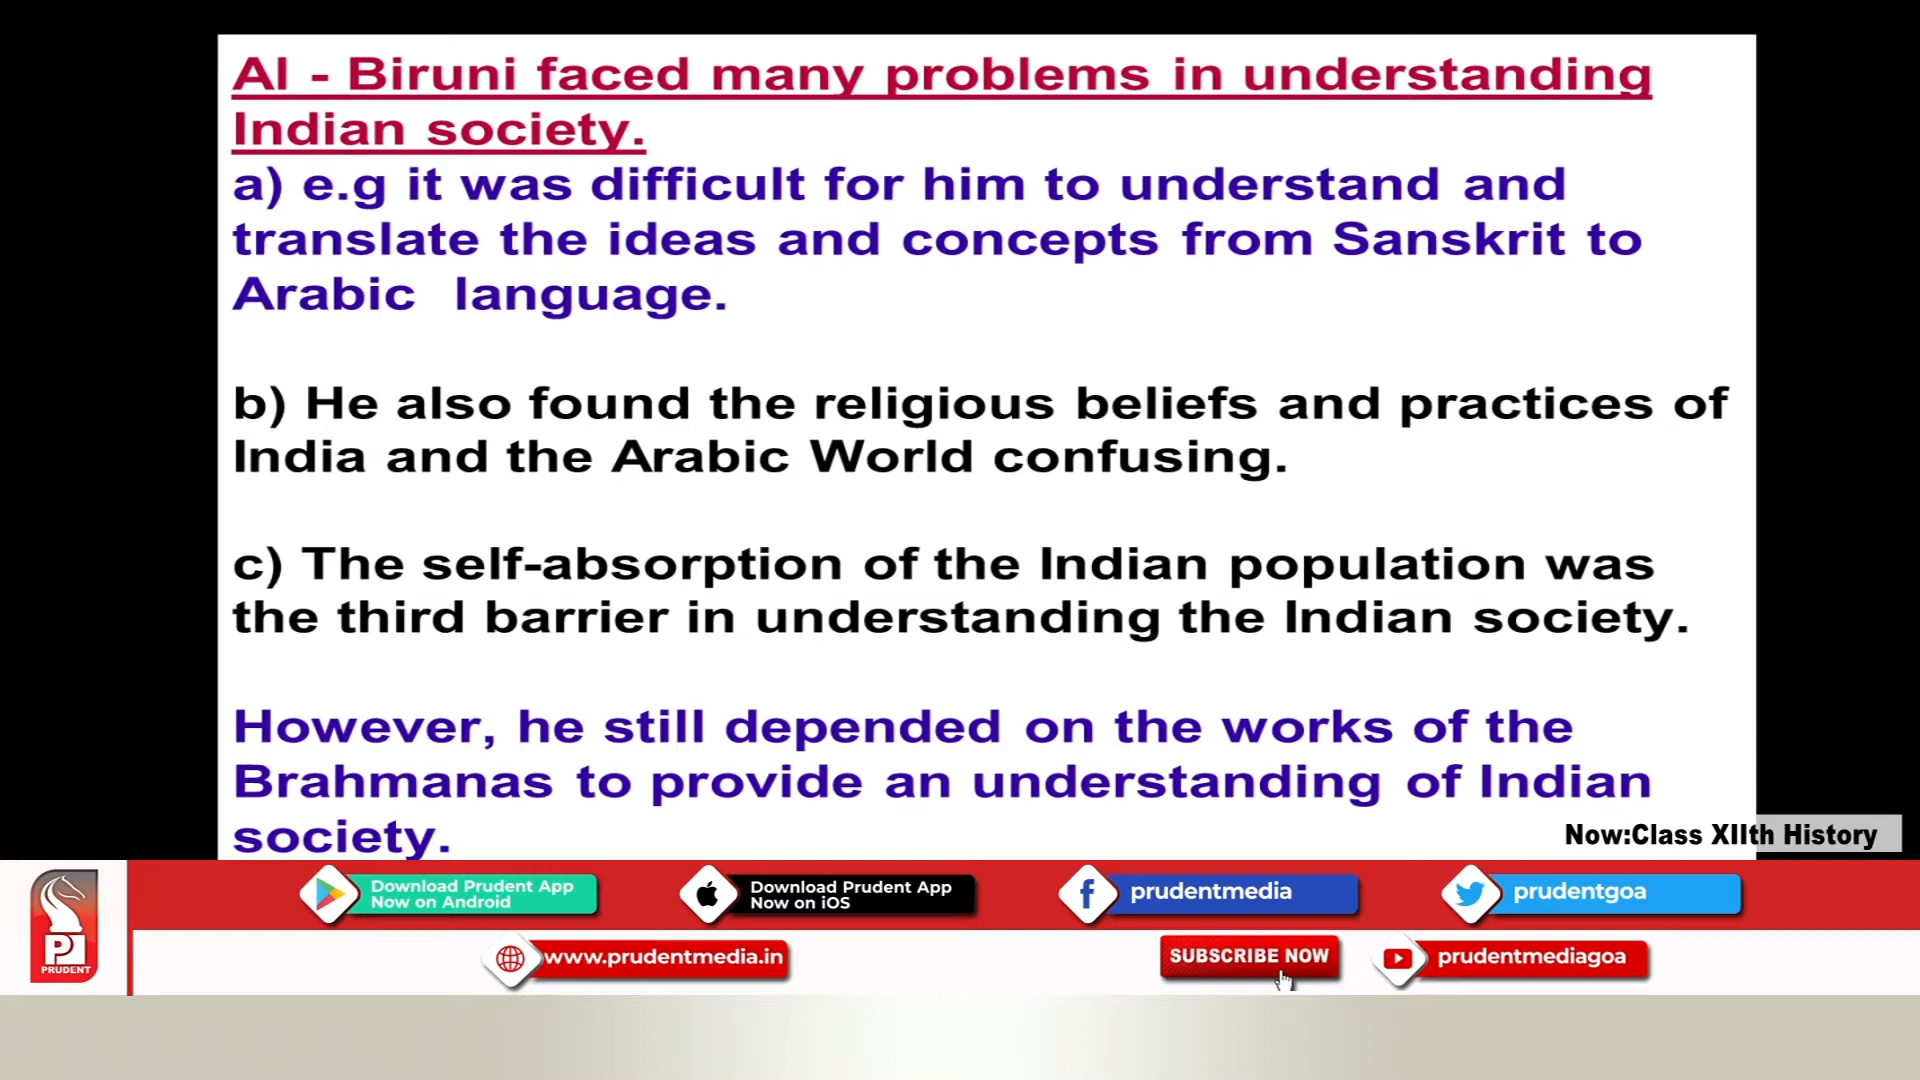 Al - Biruni faced many problems in understanding
Indian society.
a) e.g it was difficult for him to understand and
translate the ideas and concepts from Sanskrit to
Arabic language.
b) He also found the religious beliefs and practices of
India and the Arabic World confusing.
c) The self-absorption of the Indian population was
the third barrier in understanding the Indian society.
However, he still depended on the works of the
Brahmanas to provide an understanding of Indian
society.
Now:Class XIIth History
PRUDENT
Download Prudent App
Now on Android
Download Prudent App
Now on iOS
prudentmedia
prudentgoa
www.prudentmedia.in
SUBSCRIBE NOW
prudentmediagoa